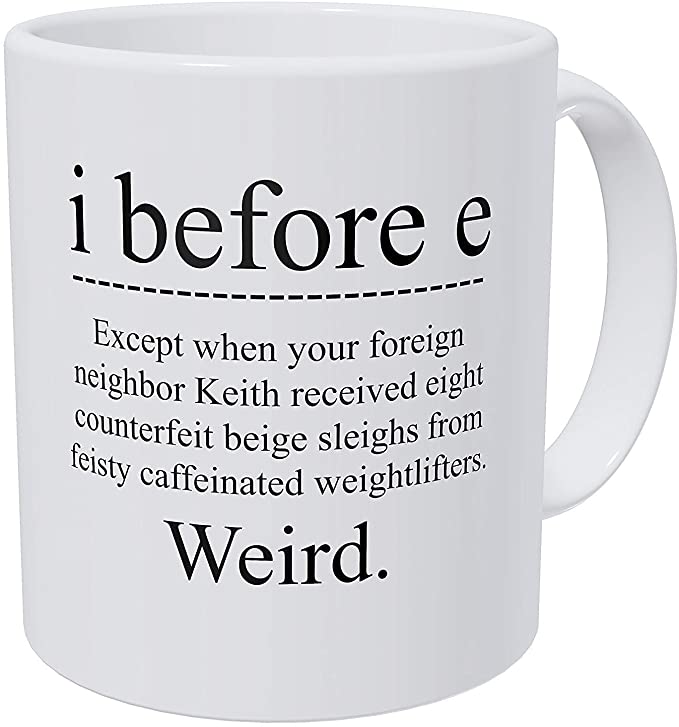 i before e
Except when your foreign
neighbor Keith received eight
counterfeit beige sleighs from
feisty caffeinated weightlifters.
Weird.